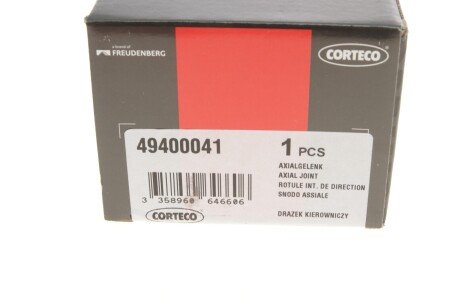 a brand of
FREUDENBERG
CORTECO
49400041
1 PCS
AXIALGELENK
AXIAL JOINT
ROTULE INT. DE DIRECTION
SNODO ASSIALE
DRAZEK KIEROWNICZY
3 358960 646606
CORTECO